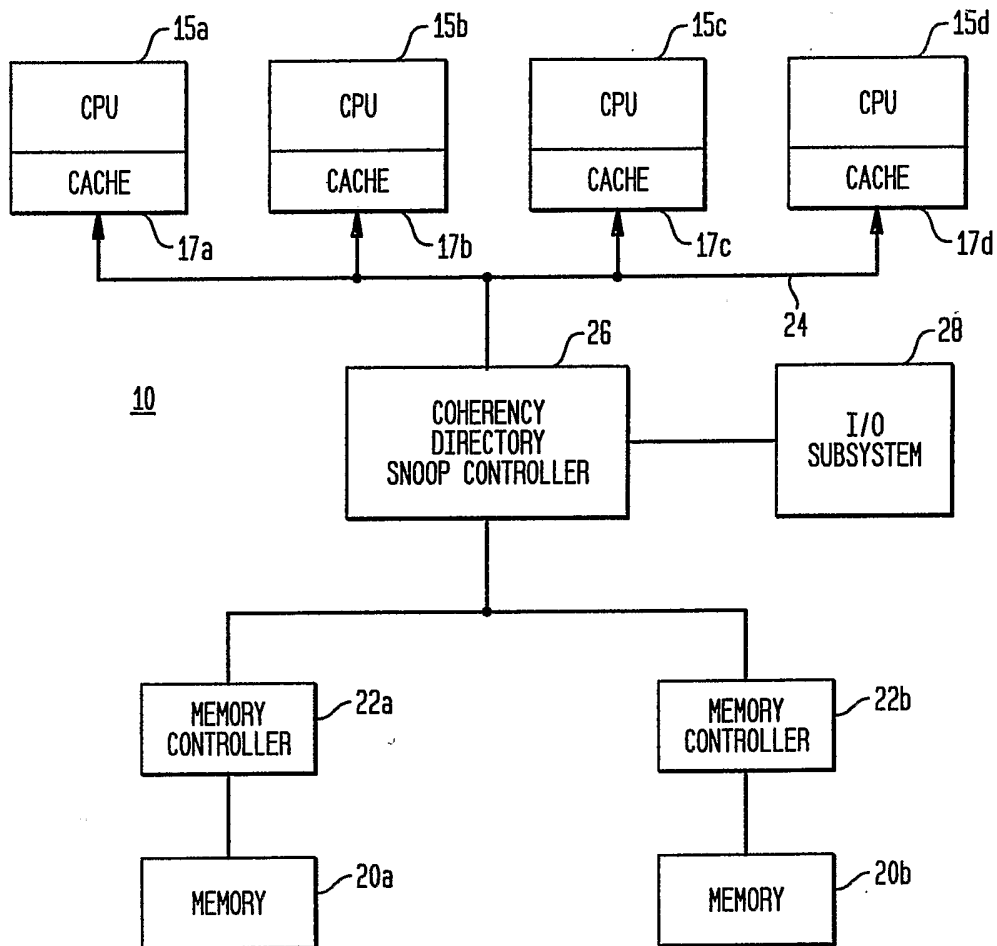 15a 15b 15c 15d
CPU CPU CPU CPU
CACHE CACHE CACHE CACHE
17a 17b 17c 17d
24
26 28
10
COHERENCY
DIRECTORY
SNOOP CONTROLLER
I/O
SUBSYSTEM
22a 22b
MEMORY
CONTROLLER
MEMORY
CONTROLLER
20a 20b
MEMORY MEMORY